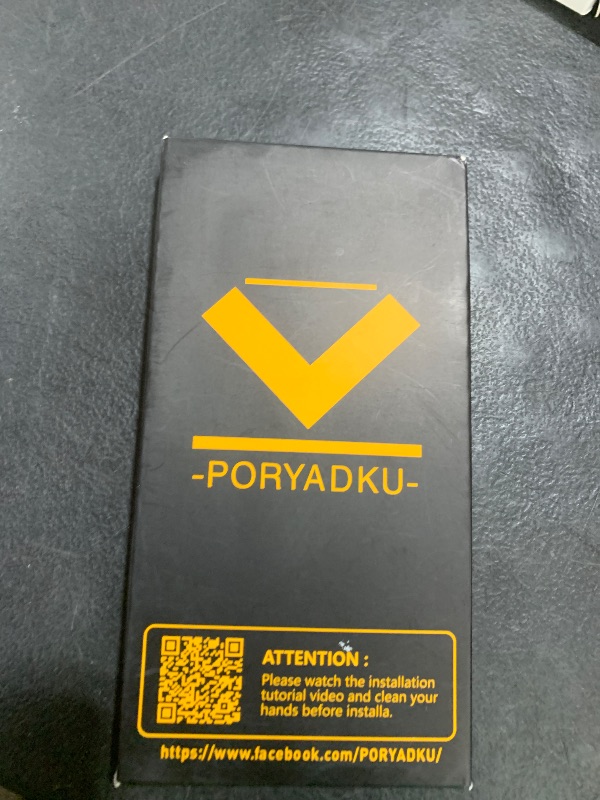 -PORYADKU-
ATTENTION :
Please watch the installation
tutorial video and clean your
hands before installa.
https://www.facebook.com/PORYADKU/